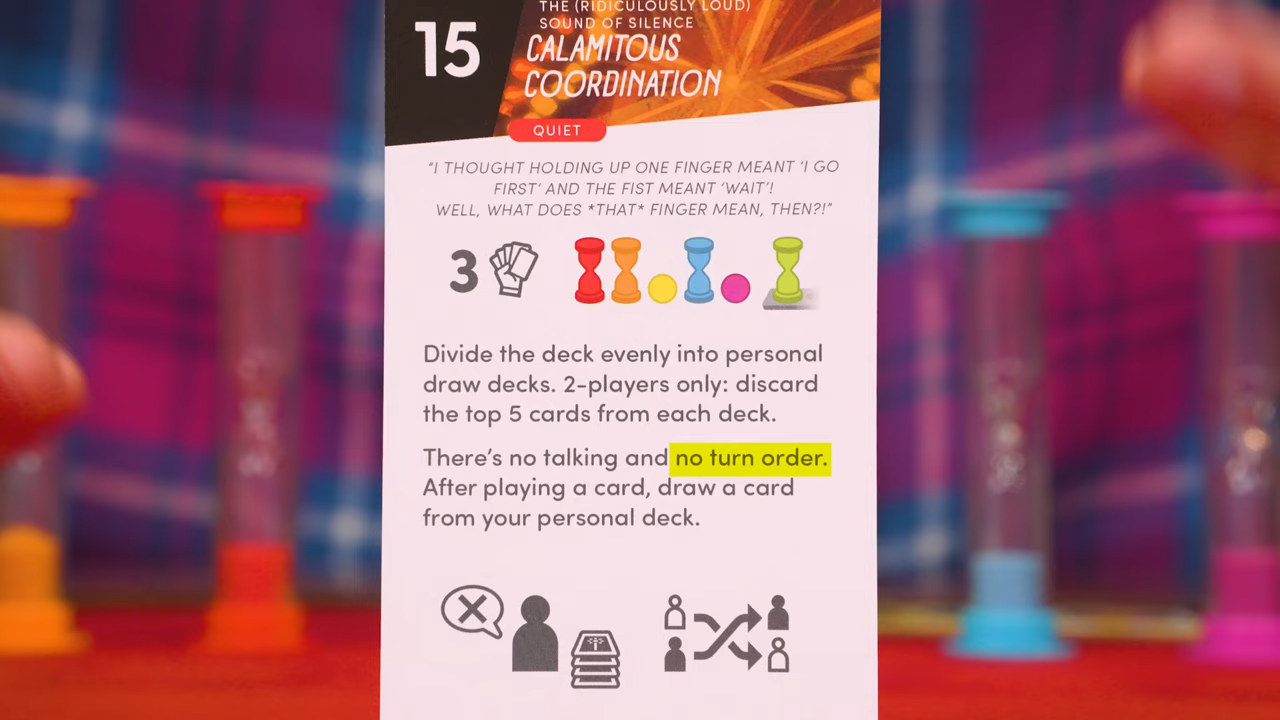 15
THE (RIDICULOUSLY LOUD)
SOUND OF SILENCE
CALAMITOUS
COORDINATION
QUIET
"I THOUGHT HOLDING UP ONE FINGER MEANT 'I GO
FIRST' AND THE FIST MEANT 'WAIT'!
WELL, WHAT DOES *THAT* FINGER MEAN, THEN?!"
3
Divide the deck evenly into personal
draw decks. 2-players only: discard
the top 5 cards from each deck.
There's no talking and no turn order.
After playing a card, draw a card
from your personal deck.